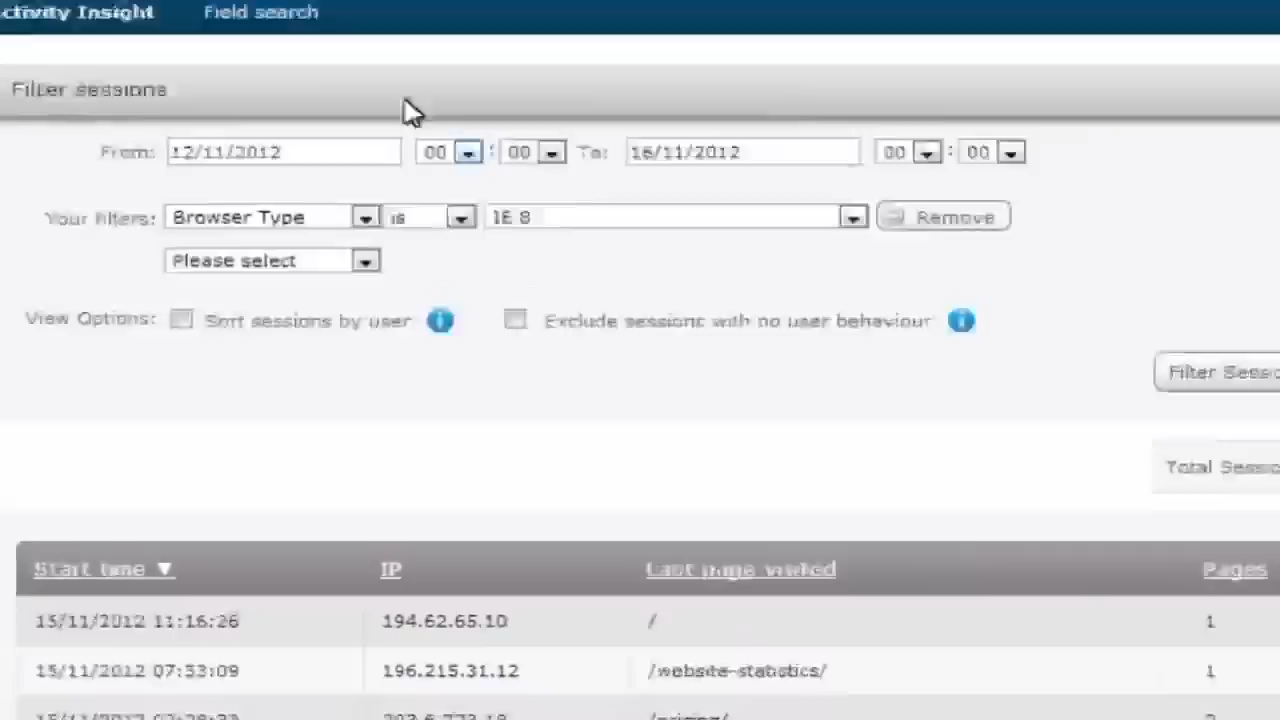 ctivity Insight Field search
Filter sessions
From: 12/11/2012 00 : 00 To: 16/11/2012 00 : 00
Your Filters: Browser Type is IE 8 Remove
Please select
View Options: Sort sessions by user Exclude sessions with no user behaviour
Filter Sessio
Total Sessio
Start time ▼ IP Last page visited Pages
15/11/2012 11:16:26 194.62.65.10 / 1
15/11/2012 07:33:09 196.215.31.12 /website-statistics/ 1